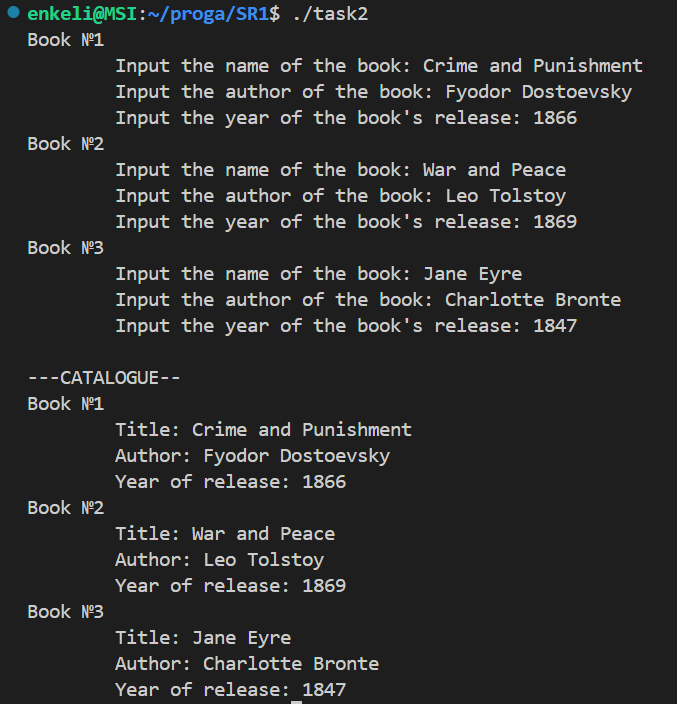 enkeli@MSI:~/proga/SR1$ ./task2
Book №1
Input the name of the book: Crime and Punishment
Input the author of the book: Fyodor Dostoevsky
Input the year of the book's release: 1866
Book №2
Input the name of the book: War and Peace
Input the author of the book: Leo Tolstoy
Input the year of the book's release: 1869
Book №3
Input the name of the book: Jane Eyre
Input the author of the book: Charlotte Bronte
Input the year of the book's release: 1847
---CATALOGUE--
Book №1
Title: Crime and Punishment
Author: Fyodor Dostoevsky
Year of release: 1866
Book №2
Title: War and Peace
Author: Leo Tolstoy
Year of release: 1869
Book №3
Title: Jane Eyre
Author: Charlotte Bronte
Year of release: 1847